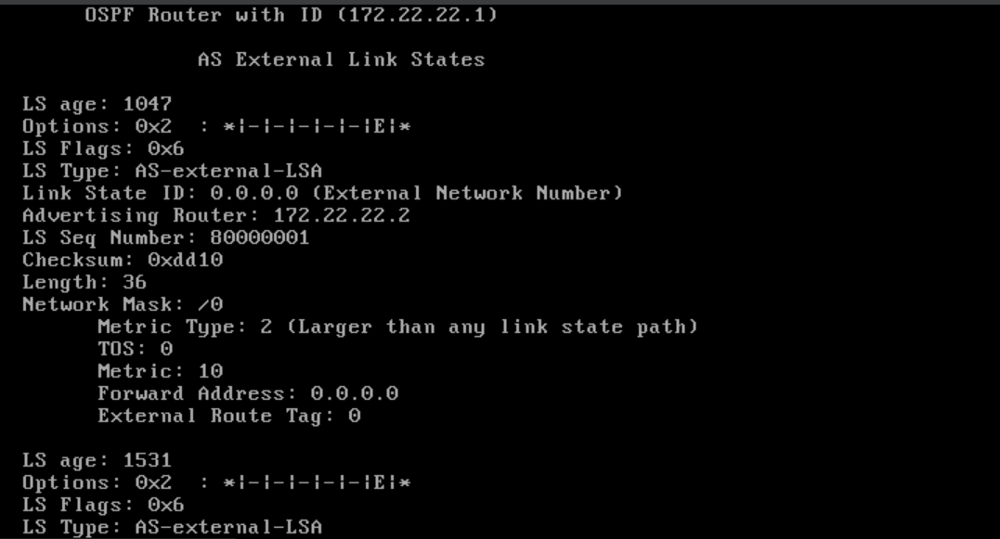 OSPF Router with ID (172.22.22.1)
AS External Link States
LS age: 1047
Options: 0x2  : *|-|-|-|-|-|E|*
LS Flags: 0x6
LS Type: AS-external-LSA
Link State ID: 0.0.0.0 (External Network Number)
Advertising Router: 172.22.22.2
LS Seq Number: 80000001
Checksum: 0xdd10
Length: 36
Network Mask: /0
Metric Type: 2 (Larger than any link state path)
TOS: 0
Metric: 10
Forward Address: 0.0.0.0
External Route Tag: 0
LS age: 1531
Options: 0x2  : *|-|-|-|-|-|E|*
LS Flags: 0x6
LS Type: AS-external-LSA